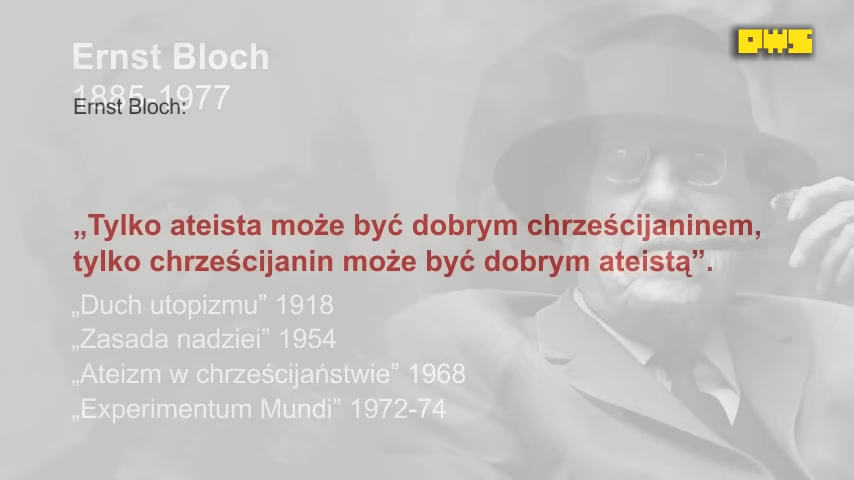 Ernst Bloch
1885-1977
Ernst Bloch:
OWS
„Tylko ateista może być dobrym chrześcijaninem,
tylko chrześcijanin może być dobrym ateistą”.
„Duch utopizmu” 1918
„Zasada nadziei” 1954
„Ateizm w chrześcijaństwie” 1968
„Experimentum Mundi” 1972-74